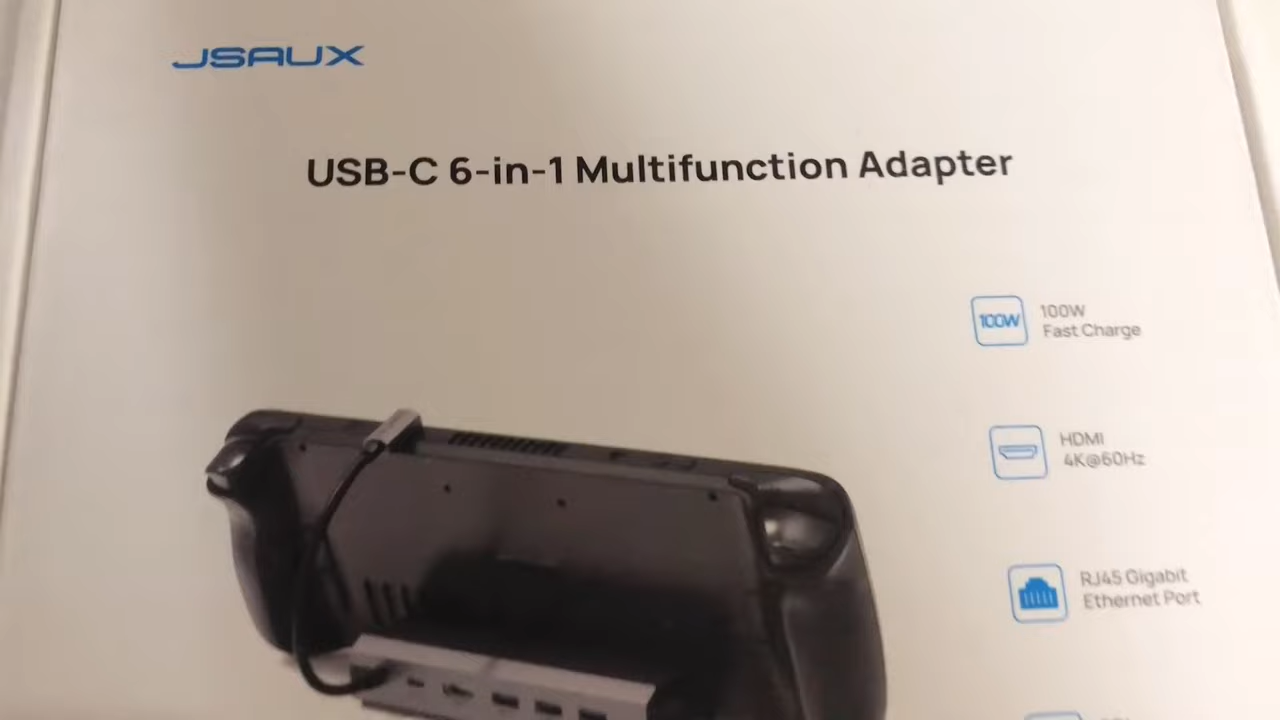 JSAUX
USB-C 6-in-1 Multifunction Adapter
100W
100W
Fast Charge
HDMI
4K@60Hz
RJ45 Gigabit
Ethernet Port